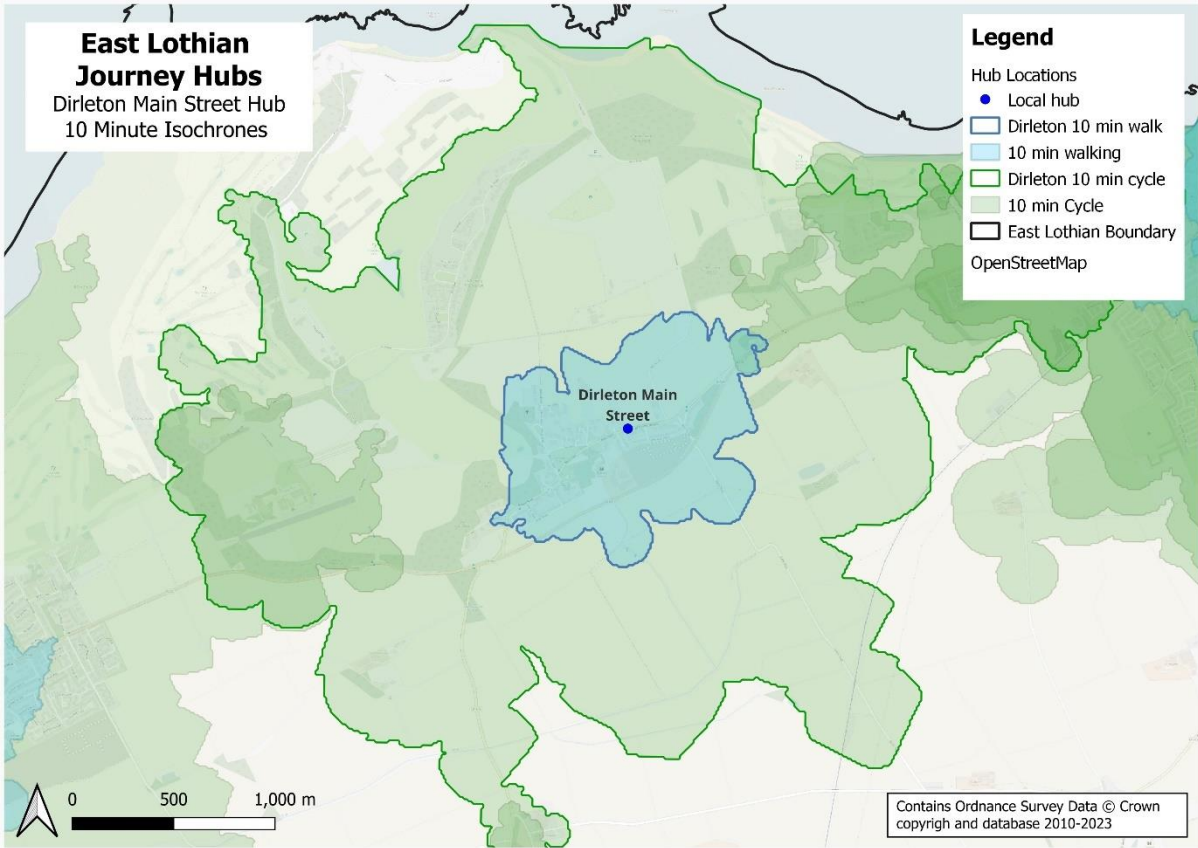 East Lothian
Journey Hubs
Dirleton Main Street Hub
10 Minute Isochrones
Legend
Hub Locations
Local hub
Dirleton 10 min walk
10 min walking
Dirleton 10 min cycle
10 min Cycle
East Lothian Boundary
OpenStreetMap
Dirleton Main
Street
0 500 1,000 m
Contains Ordnance Survey Data © Crown
copyrigh and database 2010-2023